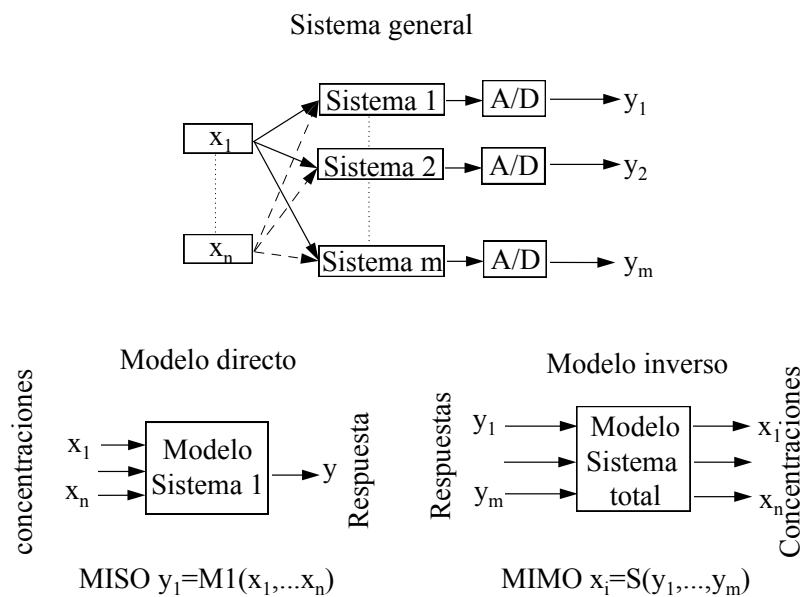 Sistema general
Sistema 1 A/D y₁
x₁
Sistema 2 A/D y₂
xₙ
Sistema m A/D yₘ
Modelo directo
concentraciones
x₁
xₙ
Modelo
Sistema 1
y
Respuesta
MISO y₁=M1(x₁,...xₙ)
Modelo inverso
Respuestas
y₁
yₘ
Modelo
Sistema
total
x₁
xₙ
Concentraciones
MIMO xᵢ=S(y₁,...,yₘ)